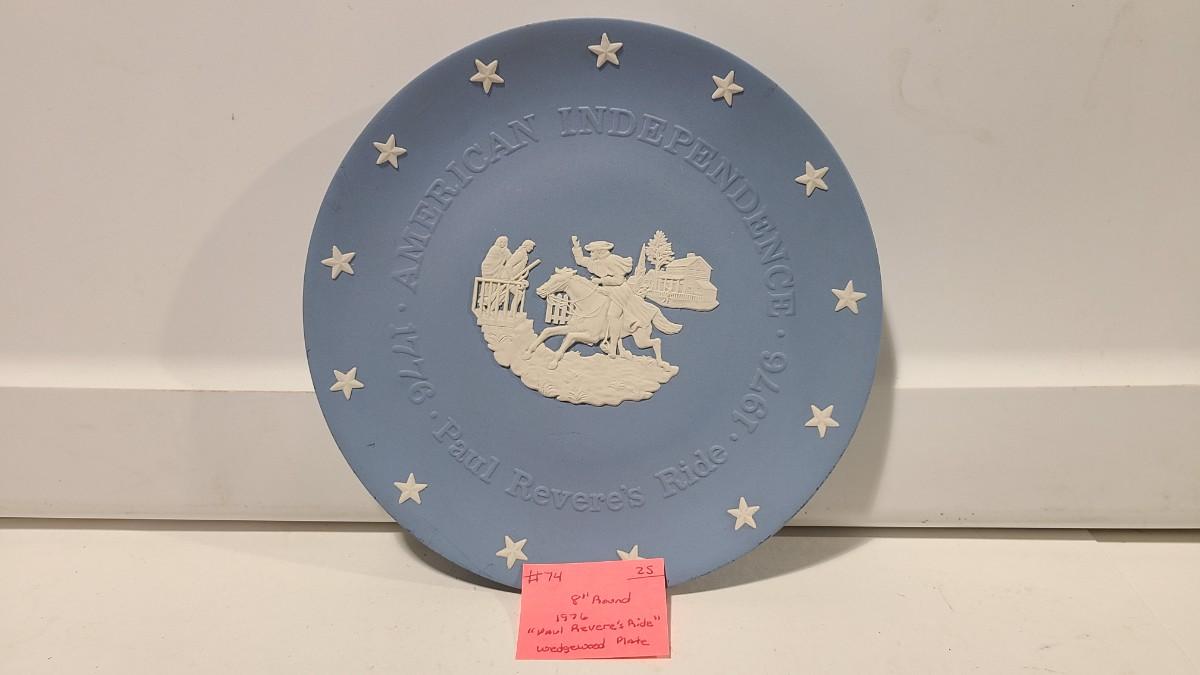 · AMERICAN INDEPENDENCE ·
1776 · Paul Revere's Ride · 1976
#74 25
8" Round
1976
"Paul Revere's Ride"
Wedgewood Plate